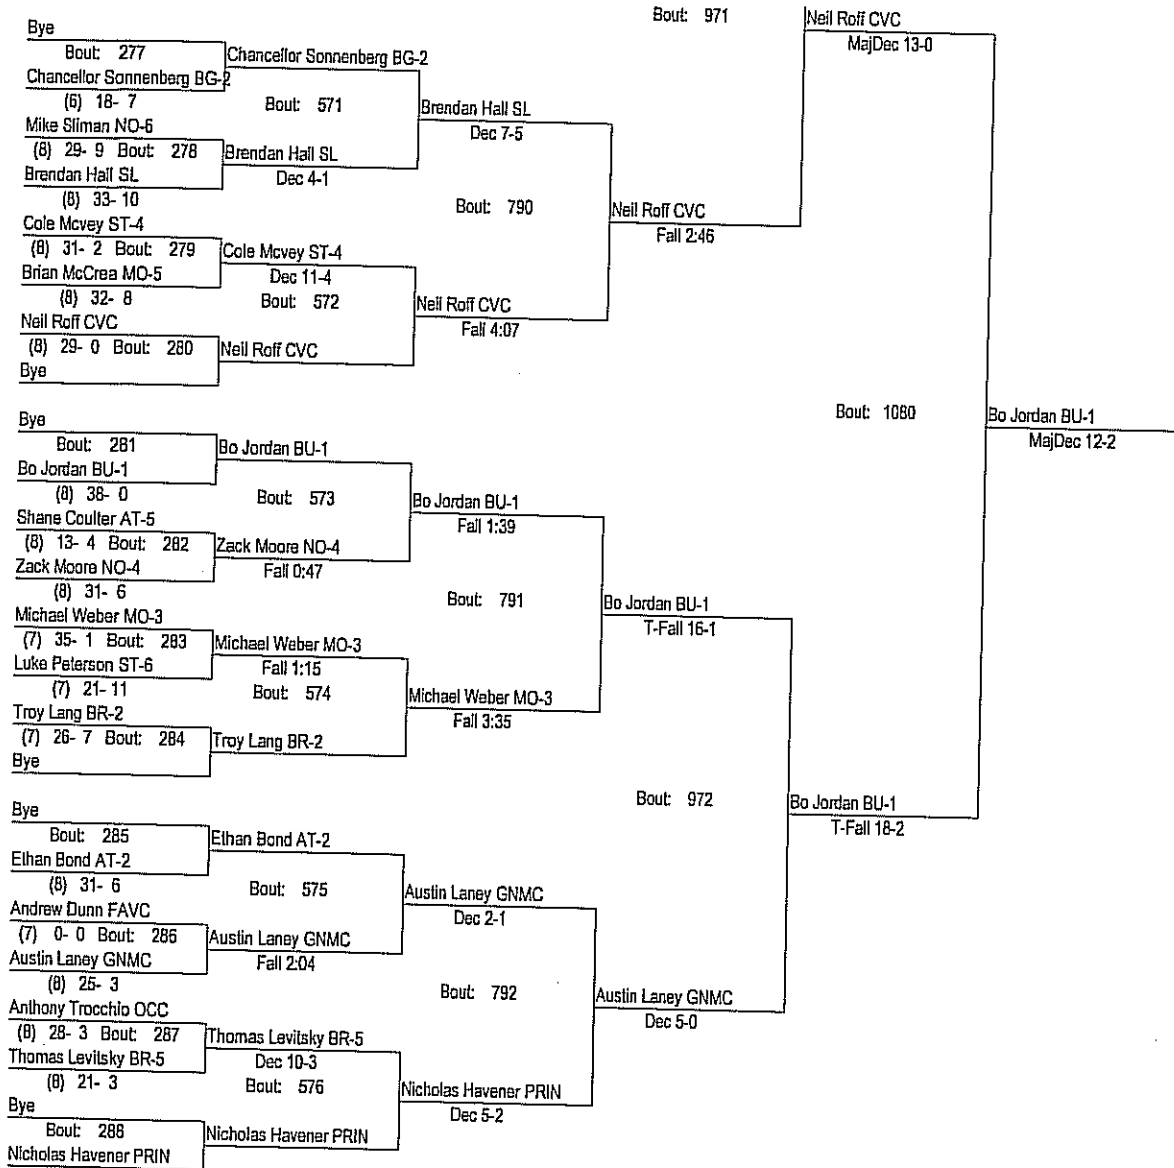 Bout: 971
Neil Roff CVC
MajDec 13-0
Bye
Bout: 277
Chancellor Sonnenberg BG-2
Chancellor Sonnenberg BG-2
(6) 18- 7
Bout: 571
Brendan Hall SL
Dec 7-5
Mike Sliman NO-6
(8) 29- 9 Bout: 278
Brendan Hall SL
Brendan Hall SL
Dec 4-1
(8) 33- 10
Bout: 790
Neil Roff CVC
Fall 2:46
Cole Mcvey ST-4
(8) 31- 2 Bout: 279
Cole Mcvey ST-4
Brian McCrea MO-5
Dec 11-4
(8) 32- 8
Bout: 572
Neil Roff CVC
Fall 4:07
Neil Roff CVC
(8) 29- 0 Bout: 280
Neil Roff CVC
Bye
Bout: 1080
Bo Jordan BU-1
MajDec 12-2
Bye
Bout: 281
Bo Jordan BU-1
Bo Jordan BU-1
(8) 38- 0
Bout: 573
Bo Jordan BU-1
Fall 1:39
Shane Coulter AT-5
(8) 13- 4 Bout: 282
Zack Moore NO-4
Zack Moore NO-4
Fall 0:47
(8) 31- 6
Bout: 791
Bo Jordan BU-1
T-Fall 16-1
Michael Weber MO-3
(7) 35- 1 Bout: 283
Michael Weber MO-3
Luke Peterson ST-6
Fall 1:15
(7) 21- 11
Bout: 574
Michael Weber MO-3
Fall 3:35
Troy Lang BR-2
(7) 26- 7 Bout: 284
Troy Lang BR-2
Bye
Bout: 972
Bo Jordan BU-1
T-Fall 18-2
Bye
Bout: 285
Ethan Bond AT-2
Ethan Bond AT-2
(8) 31- 6
Bout: 575
Austin Laney GNMC
Dec 2-1
Andrew Dunn FAVC
(7) 0- 0 Bout: 286
Austin Laney GNMC
Austin Laney GNMC
Fall 2:04
(8) 25- 3
Bout: 792
Austin Laney GNMC
Dec 5-0
Anthony Trocchio OCC
(8) 28- 3 Bout: 287
Thomas Levitsky BR-5
Thomas Levitsky BR-5
Dec 10-3
(8) 21- 3
Bout: 576
Nicholas Havener PRIN
Dec 5-2
Bye
Bout: 288
Nicholas Havener PRIN
Nicholas Havener PRIN